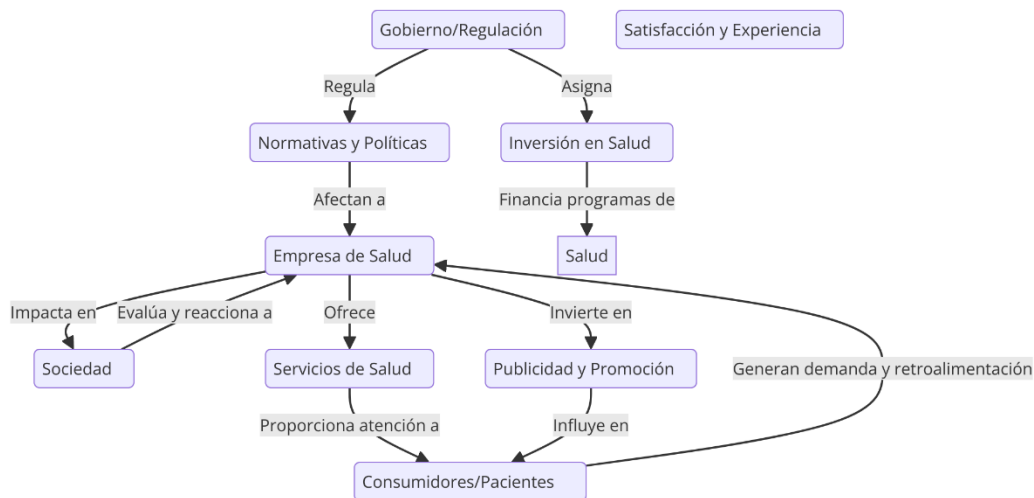 Gobierno/Regulación
Satisfacción y Experiencia
Regula
Asigna
Normativas y Políticas
Inversión en Salud
Afectan a
Financia programas de
Empresa de Salud
Salud
Impacta en
Evalúa y reacciona a
Ofrece
Invierte en
Sociedad
Servicios de Salud
Publicidad y Promoción
Generan demanda y retroalimentación
Proporciona atención a
Influye en
Consumidores/Pacientes